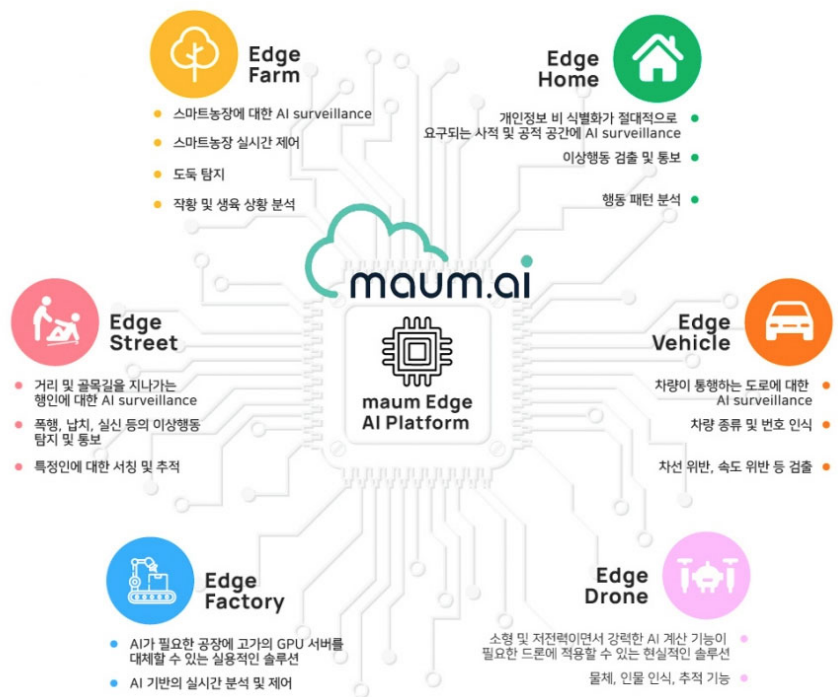 Edge
Farm
스마트농장에 대한 AI surveillance
스마트농장 실시간 제어
도둑 탐지
작황 및 생육 상황 분석
Edge
Home
개인정보 비 식별화가 절대적으로
요구되는 사적 및 공적 공간에 AI surveillance
이상행동 검출 및 통보
행동 패턴 분석
maum.ai
maum Edge
AI Platform
Edge
Street
거리 및 골목길을 지나가는
행인에 대한 AI surveillance
폭행, 납치, 실신 등의 이상행동
탐지 및 통보
특정인에 대한 서칭 및 추적
Edge
Vehicle
차량이 통행하는 도로에 대한
AI surveillance
차량 종류 및 번호 인식
차선 위반, 속도 위반 등 검출
Edge
Factory
AI가 필요한 공장에 고가의 GPU 서버를
대체할 수 있는 실용적인 솔루션
AI 기반의 실시간 분석 및 제어
Edge
Drone
소형 및 저전력이면서 강력한 AI 계산 기능이
필요한 드론에 적용할 수 있는 현실적인 솔루션
물체, 인물 인식, 추적 기능